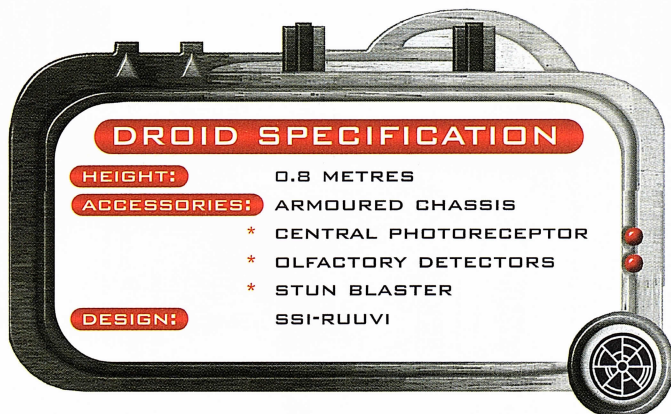 DROID SPECIFICATION
HEIGHT: 0.8 METRES
ACCESSORIES: ARMOURED CHASSIS
* CENTRAL PHOTORECEPTOR
* OLFACTORY DETECTORS
* STUN BLASTER
DESIGN: SSI-RUUVI